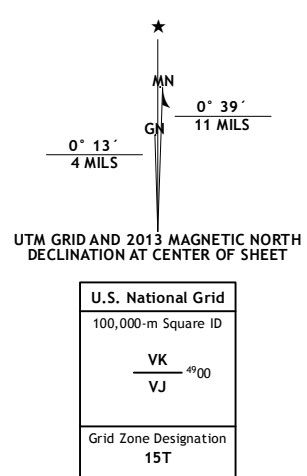 MN
0° 39´
11 MILS
GN
0° 13´
4 MILS
UTM GRID AND 2013 MAGNETIC NORTH
DECLINATION AT CENTER OF SHEET
U.S. National Grid
100,000-m Square ID
VK
4900
VJ
Grid Zone Designation
15T